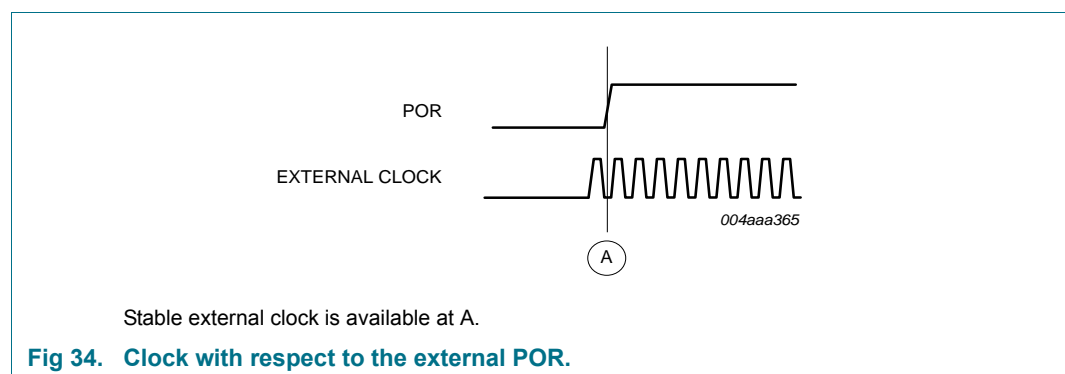 POR
EXTERNAL CLOCK
004aaa365
A
Stable external clock is available at A.
Fig 34. Clock with respect to the external POR.